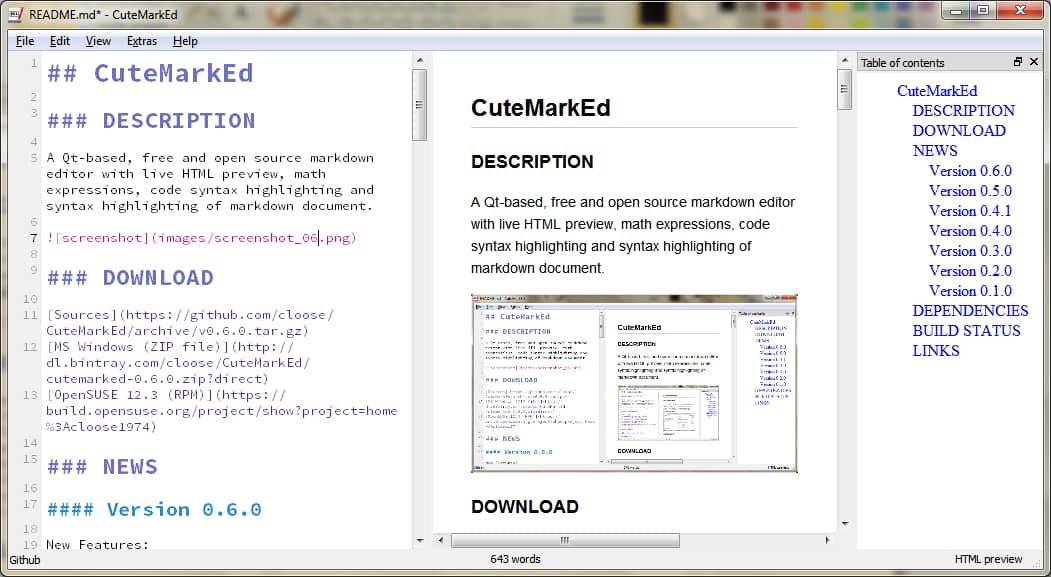 README.md* - CuteMarkEd
File Edit View Extras Help
1 ## CuteMarkEd
2
3 ### DESCRIPTION
4
5 A Qt-based, free and open source markdown
editor with live HTML preview, math
expressions, code syntax highlighting and
syntax highlighting of markdown document.
6
7 ![screenshot](images/screenshot_06.png)
8
9 ### DOWNLOAD
10
11 [Sources](https://github.com/cloose/
CuteMarkEd/archive/v0.6.0.tar.gz)
12 [MS Windows (ZIP file)](http://
dl.bintray.com/cloose/CuteMarkEd/
cutemarked-0.6.0.zip?direct)
13 [OpenSUSE 12.3 (RPM)](https://
build.opensuse.org/project/show?project=home
%3Acloose1974)
14
15 ### NEWS
16
17 #### Version 0.6.0
18
19 New Features:
CuteMarkEd
DESCRIPTION
A Qt-based, free and open source markdown editor
with live HTML preview, math expressions, code
syntax highlighting and syntax highlighting of
markdown document.
CuteMarkEd
DESCRIPTION
DOWNLOAD
DOWNLOAD
Table of contents
CuteMarkEd
DESCRIPTION
DOWNLOAD
NEWS
Version 0.6.0
Version 0.5.0
Version 0.4.1
Version 0.4.0
Version 0.3.0
Version 0.2.0
Version 0.1.0
DEPENDENCIES
BUILD STATUS
LINKS
Github
643 words
HTML preview